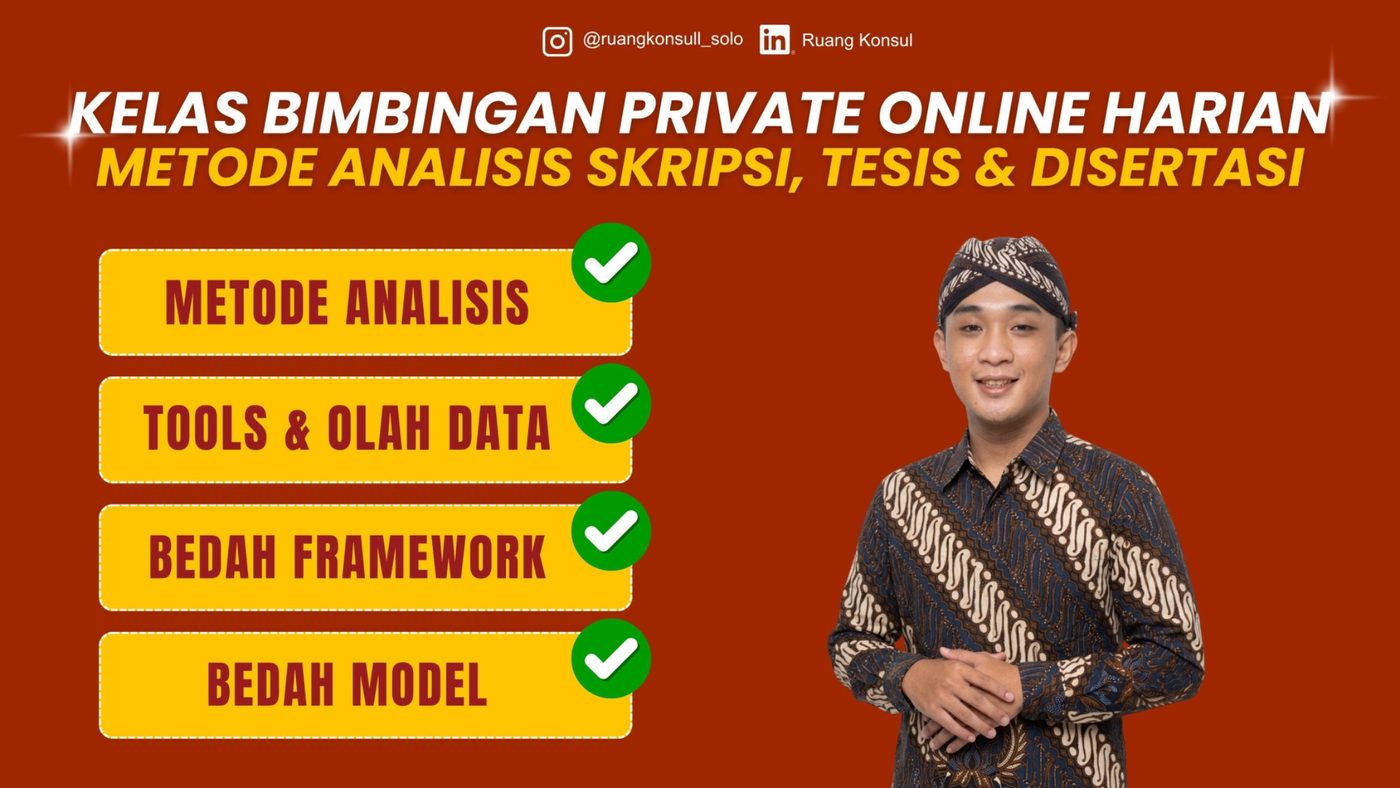 @ruangkonsull_solo in Ruang Konsul
KELAS BIMBINGAN PRIVATE ONLINE HARIAN
METODE ANALISIS SKRIPSI, TESIS & DISERTASI
METODE ANALISIS
TOOLS & OLAH DATA
BEDAH FRAMEWORK
BEDAH MODEL